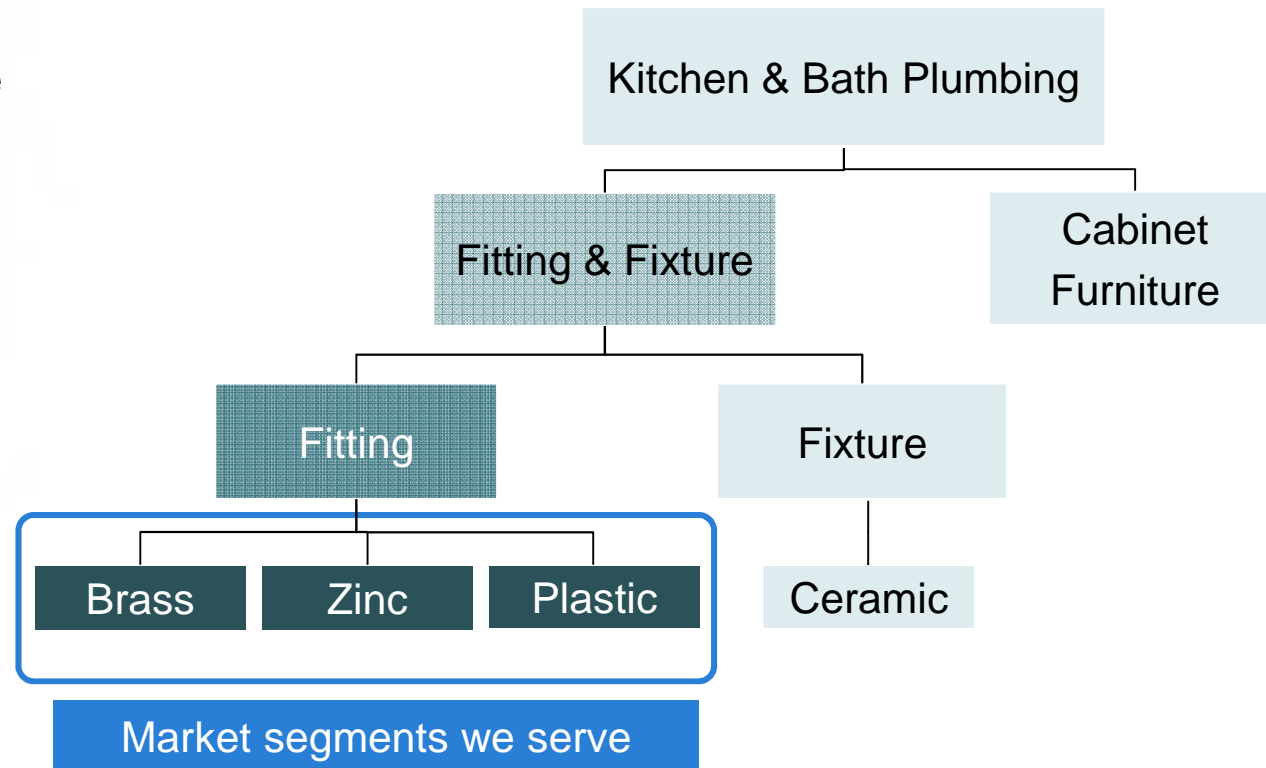 Kitchen & Bath Plumbing
Fitting & Fixture
Cabinet
Furniture
Fitting
Fixture
Brass
Zinc
Plastic
Ceramic
Market segments we serve